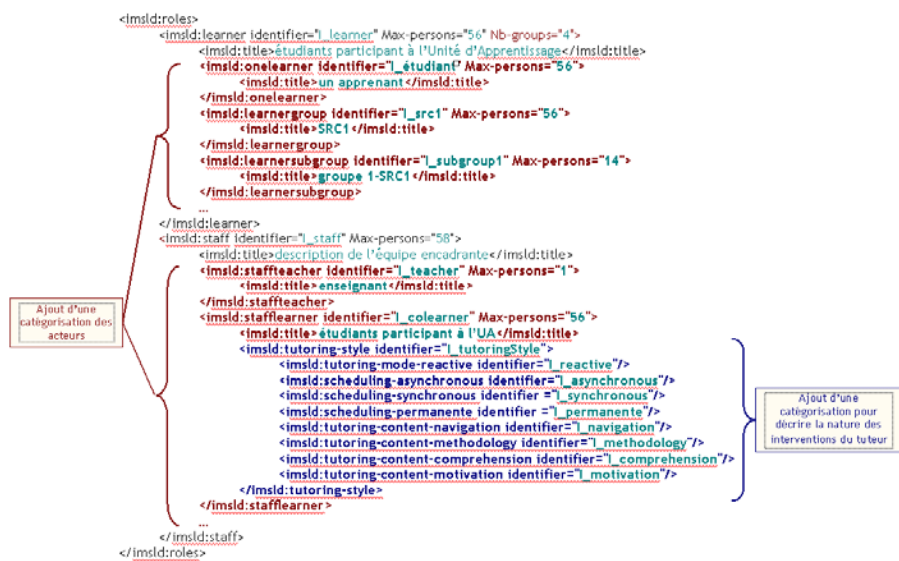 <imsld:roles>
<imsld:learner identifier="l_learner" Max-persons="56" Nb-groups="4">
<imsld:title>étudiants participant à l'Unité d'Apprentissage</imsld:title>
<imsld:onelearner identifier="l_étudiant" Max-persons="56">
<imsld:title>un apprenant</imsld:title>
</imsld:onelearner>
<imsld:learnergroup identifier="l_src1" Max-persons="56">
<imsld:title>SRC1</imsld:title>
</imsld:learnergroup>
<imsld:learnersubgroup identifier="l_subgroup1" Max-persons="14">
<imsld:title>groupe 1-SRC1</imsld:title>
</imsld:learnersubgroup>
...
</imsld:learner>
<imsld:staff identifier="l_staff" Max-persons="58">
<imsld:title>description de l'équipe encadrante</imsld:title>
<imsld:staffteacher identifier="l_teacher" Max-persons="1">
<imsld:title>enseignant</imsld:title>
</imsld:staffteacher>
<imsld:stafflearner identifier="l_colearner" Max-persons="56">
<imsld:title>étudiants participant à l'UA</imsld:title>
<imsld:tutoring-style identifier="l_tutoringStyle">
<imsld:tutoring-mode-reactive identifier="l_reactive"/>
<imsld:scheduling-asynchronous identifier="l_asynchronous"/>
<imsld:scheduling-synchronous identifier ="l_synchronous"/>
<imsld:scheduling-permanente identifier ="l_permanente"/>
<imsld:tutoring-content-navigation identifier="l_navigation"/>
<imsld:tutoring-content-methodology identifier="l_methodology"/>
<imsld:tutoring-content-comprehension identifier="l_comprehension"/>
<imsld:tutoring-content-motivation identifier="l_motivation"/>
</imsld:tutoring-style>
</imsld:stafflearner>
...
</imsld:staff>
</imsld:roles>
Ajout d'une
catégorisation des
acteurs
Ajout d'une
catégorisation pour
décrire la nature des
interventions du tuteur